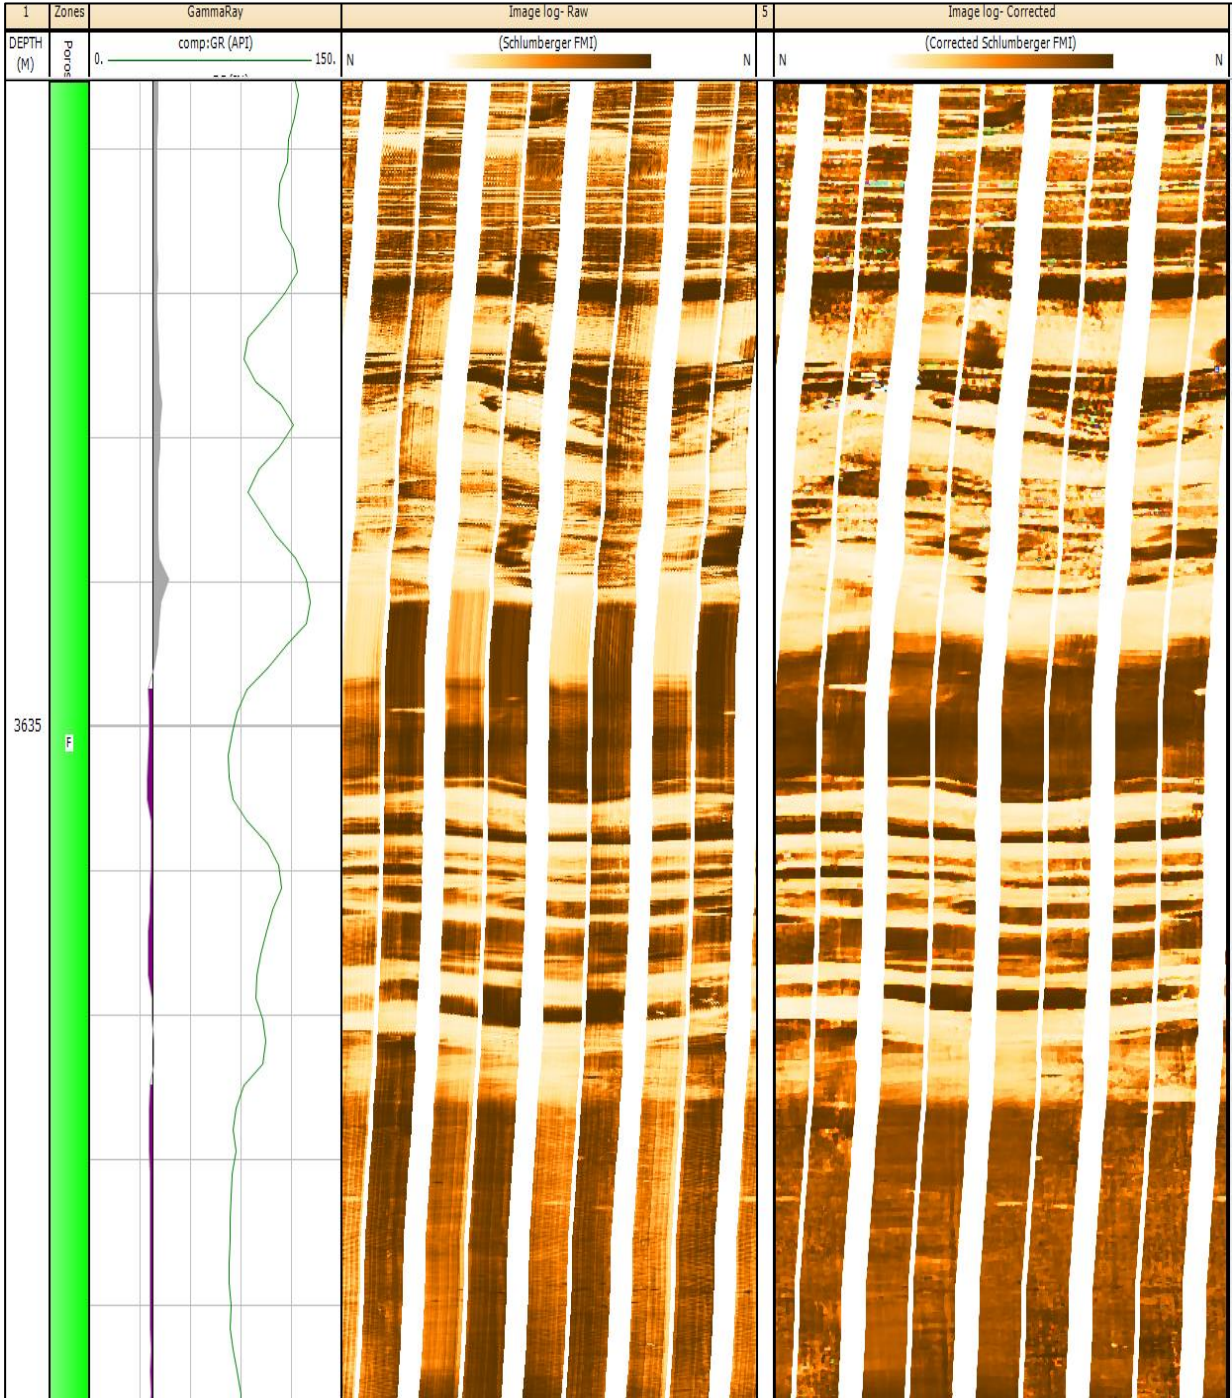 1 Zones GammaRay Image log- Raw 5 Image log- Corrected
DEPTH (M) Poros comp:GR (API) (Schlumberger FMI) (Corrected Schlumberger FMI)
0. 150. N N N N
3635
F